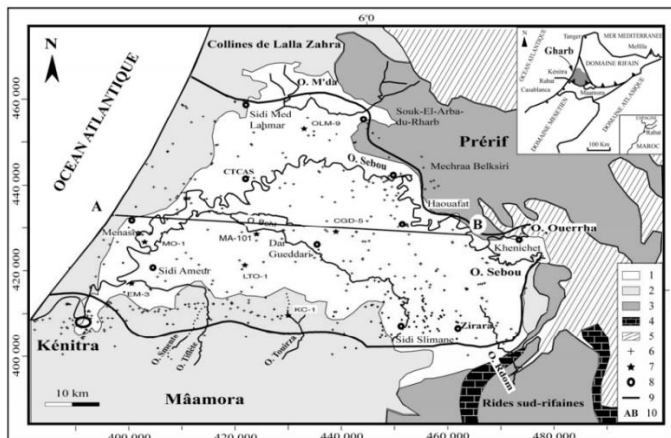 6°0
N
OCEAN ATLANTIQUE
Collines de Lalla Zahra
O. M'da
Sidi Med
Lahmar
OLM-9
Souk-El-Arba-
du-Rharb
Prérif
Mechraa Belksiri
O. Sebou
CTCAS
Haouafat
A
B
O. Ouerrha
Khenichet
O. Beht
CGD-5
MA-101
MO-1
Dar
Gueddari
O. Sebou
Sidi Ameur
LTO-1
EM-3
KC-1
Zirara
Sidi Slimane
Kénitra
O. Smento
O. Tiflète
O. Touirza
O. Rdom
Mâamora
Rides sud-rifaines
10 km
460 000
440 000
420 000
400 000
400 000
420 000
440 000
460 000
480 000
N
Tanger
MER MEDITERRANEE
Melilla
Gharb
DOMAINE RIFAIN
OCEAN ATLANTIQUE
Kénitra
Rabat
Casablanca
Maamora
DOMAINE MESETIEN
DOMAINE ATLASIQUE
100 Km
ESPAGNE
MAROC
1
2
3
4
5
6
7
8
9
AB 10